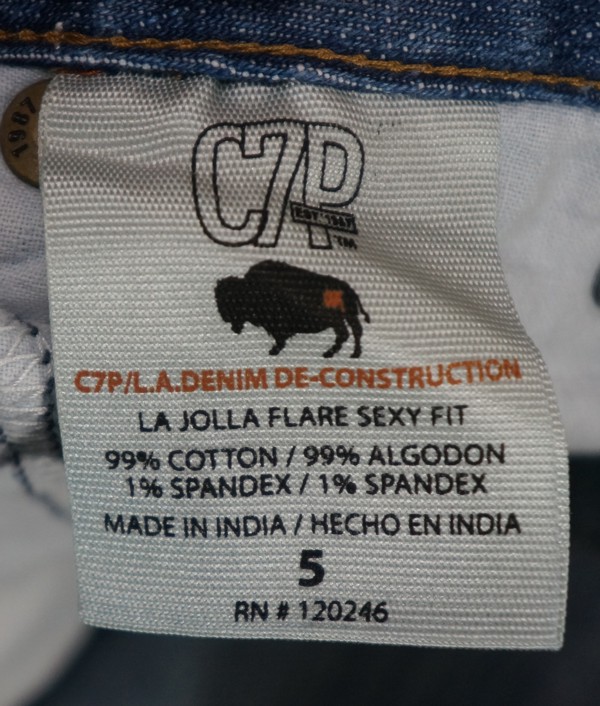 1987
C7P
EST 1987
TM
C7P/L.A.DENIM DE-CONSTRUCTION
LA JOLLA FLARE SEXY FIT
99% COTTON / 99% ALGODON
1% SPANDEX / 1% SPANDEX
MADE IN INDIA / HECHO EN INDIA
5
RN # 120246